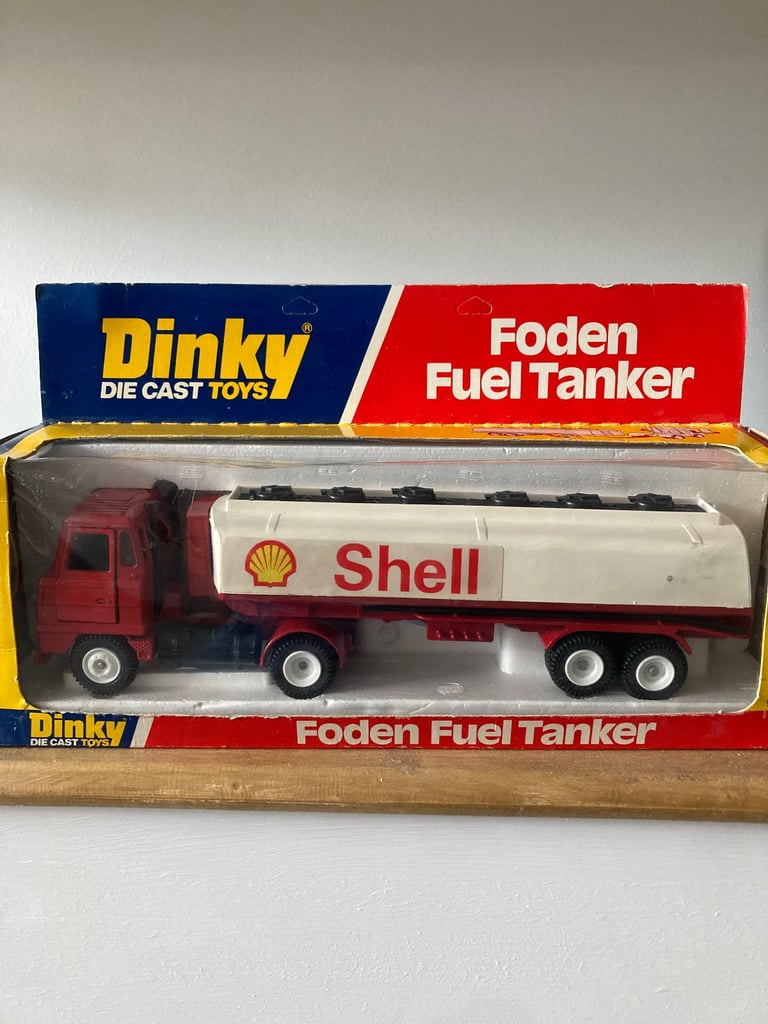 Dinky®
DIE CAST TOYS
Foden
Fuel Tanker
Shell
Dinky
DIE CAST TOYS
Foden Fuel Tanker